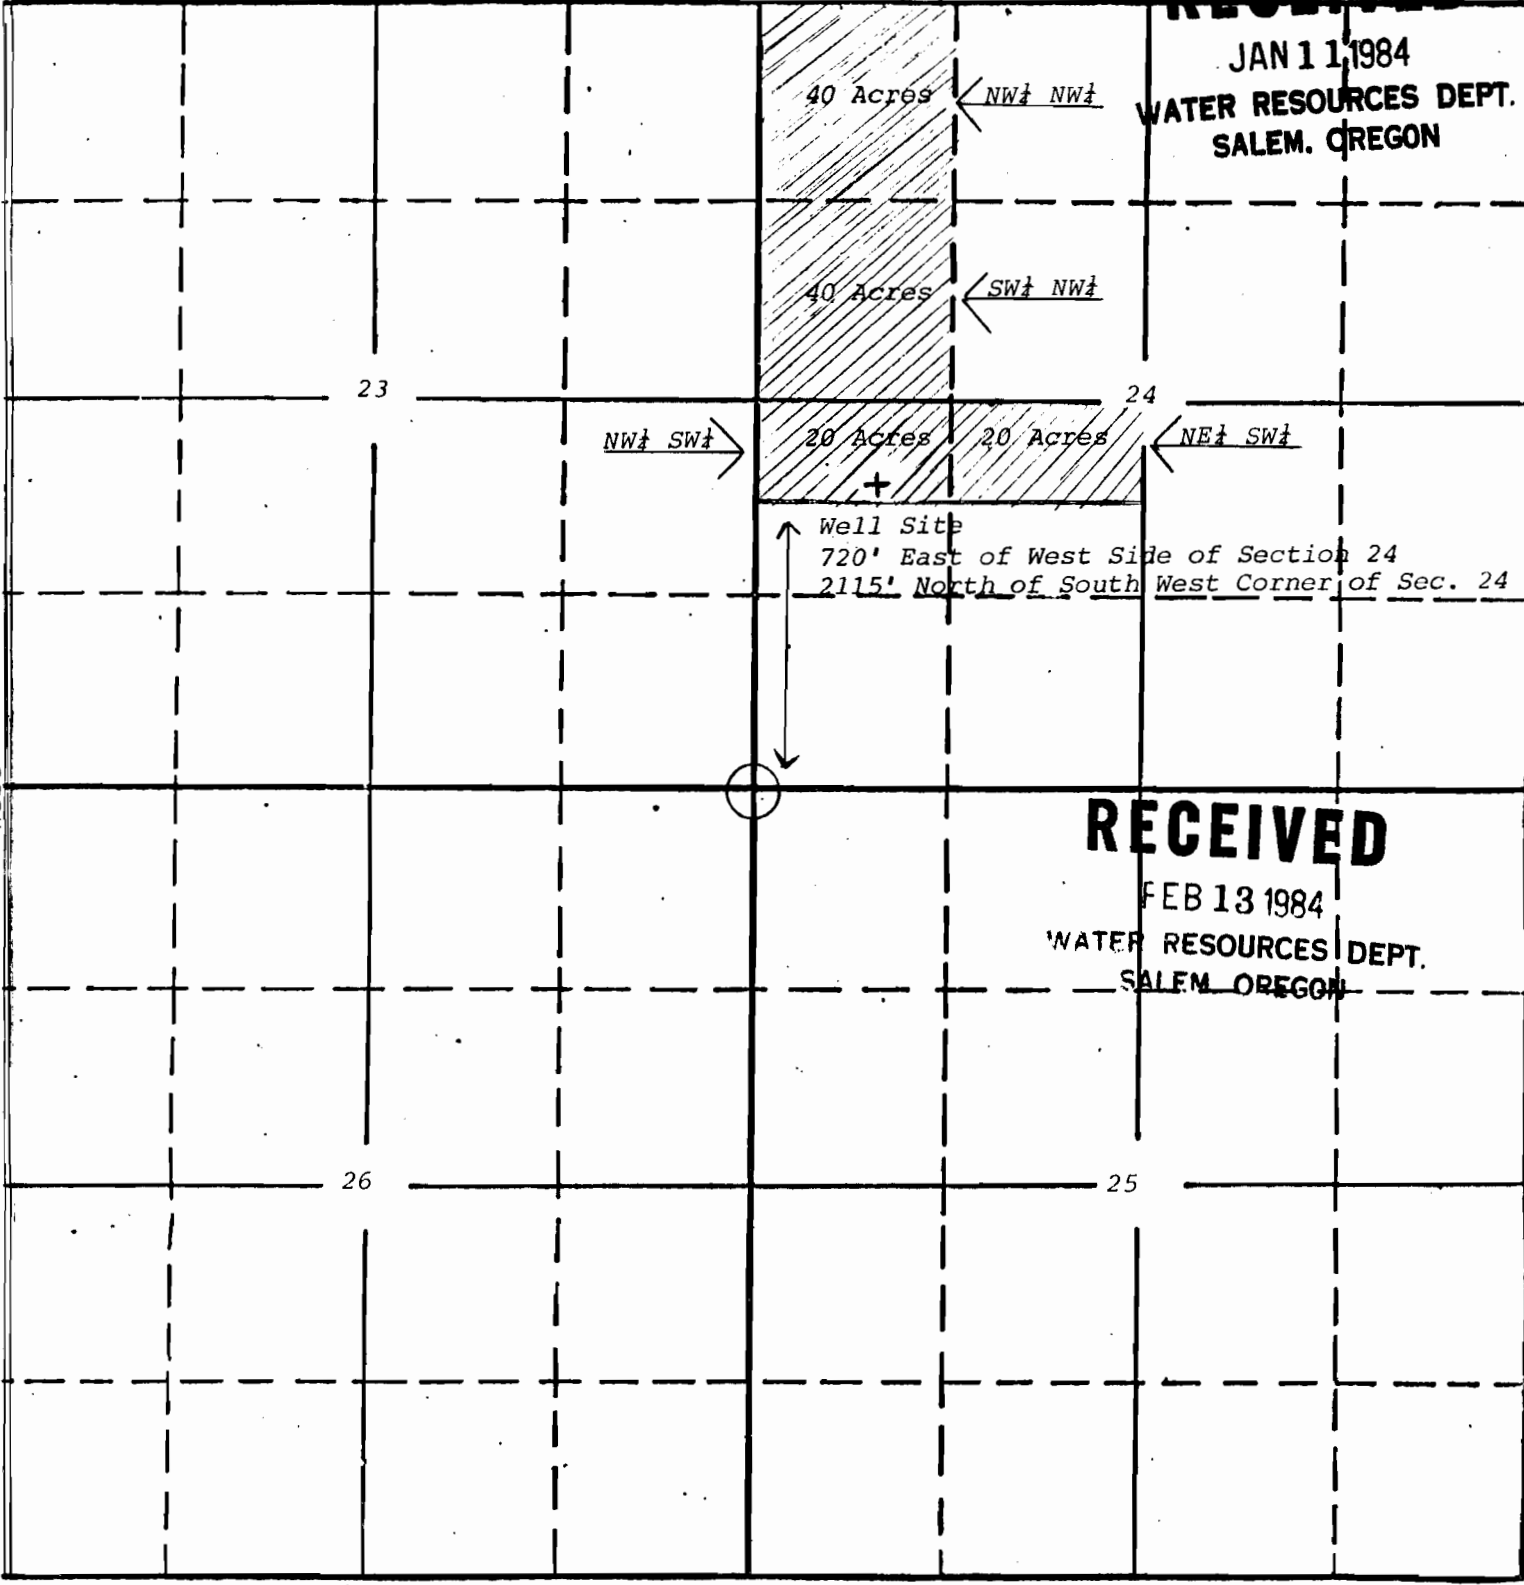 RECEIVED
JAN 11 1984
WATER RESOURCES DEPT.
SALEM. OREGON
40 Acres
NW¼ NW¼
40 Acres
SW¼ NW¼
23
24
NW¼ SW¼
20 Acres
20 Acres
NE¼ SW¼
Well Site
720' East of West Side of Section 24
2115' North of South West Corner of Sec. 24
RECEIVED
FEB 13 1984
WATER RESOURCES DEPT.
SALEM OREGON
26
25